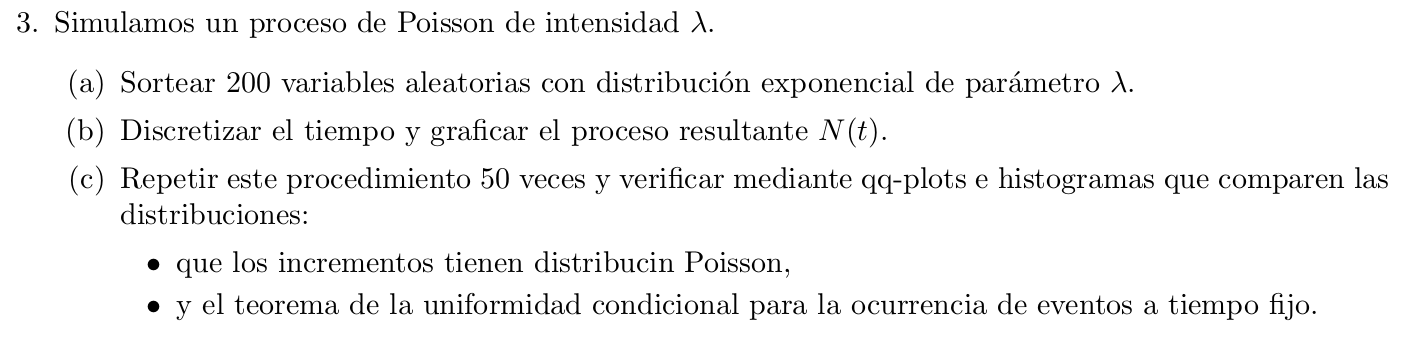 3. Simulamos un proceso de Poisson de intensidad λ.
(a) Sortear 200 variables aleatorias con distribución exponencial de parámetro λ.
(b) Discretizar el tiempo y graficar el proceso resultante N(t).
(c) Repetir este procedimiento 50 veces y verificar mediante qq-plots e histogramas que comparen las
distribuciones:
• que los incrementos tienen distribucin Poisson,
• y el teorema de la uniformidad condicional para la ocurrencia de eventos a tiempo fijo.